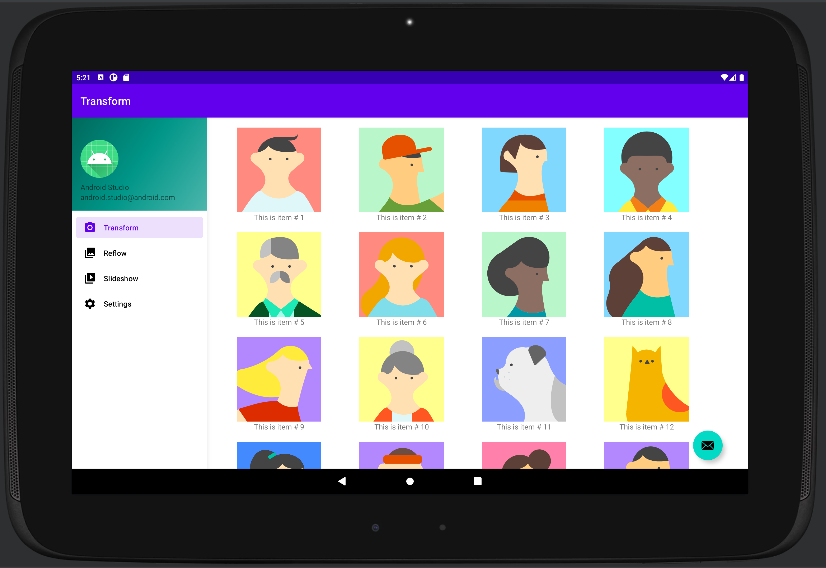 5:21
Transform
Android Studio
android.studio@android.com
Transform
Reflow
Slideshow
Settings
This is item # 1
This is item # 2
This is item # 3
This is item # 4
This is item # 5
This is item # 6
This is item # 7
This is item # 8
This is item # 9
This is item # 10
This is item # 11
This is item # 12